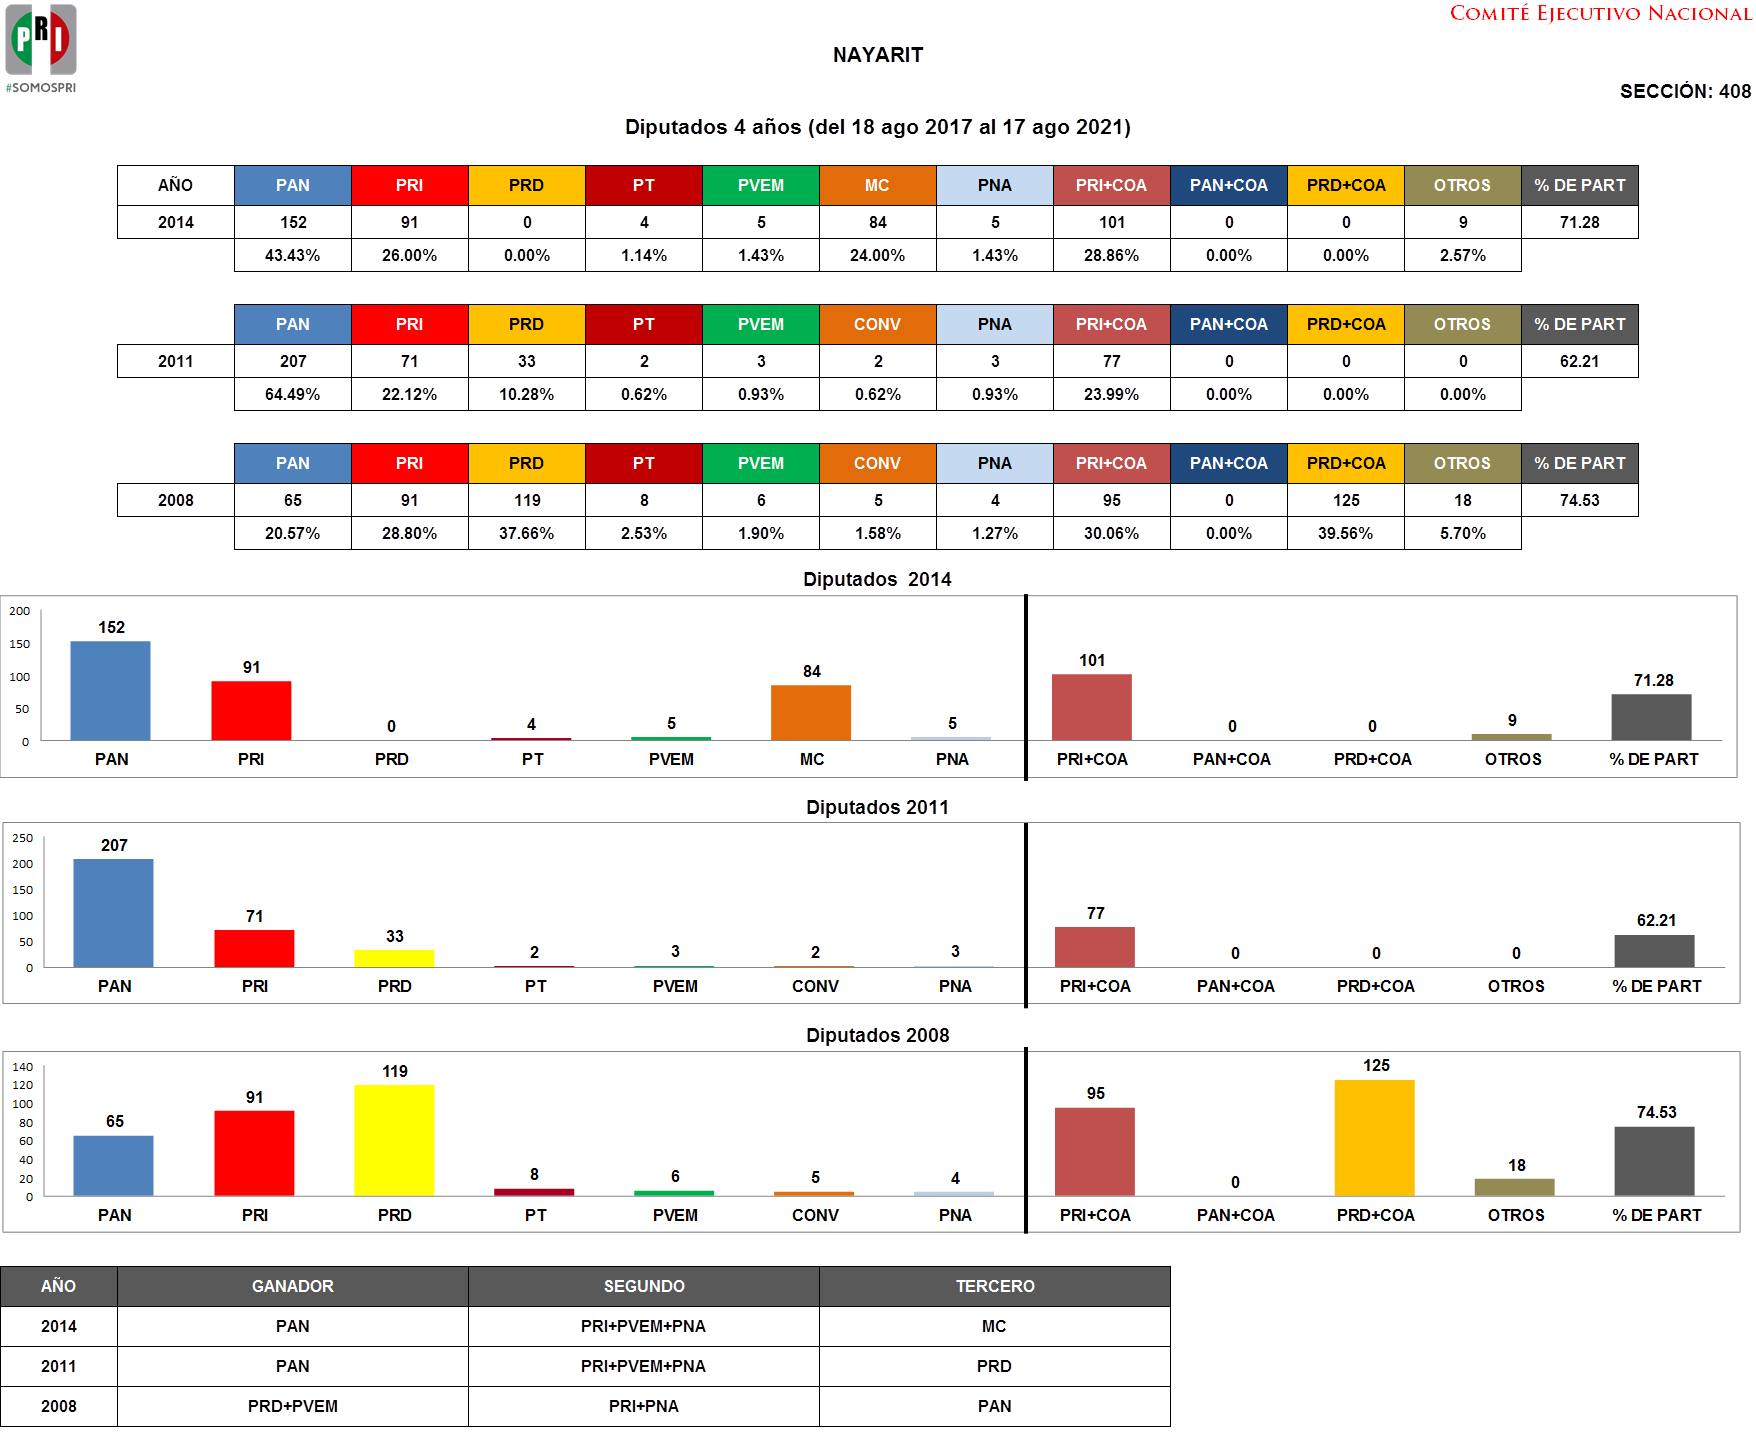 PRI
#SOMOSPRI
COMITÉ EJECUTIVO NACIONAL
NAYARIT
SECCIÓN: 408
Diputados 4 años (del 18 ago 2017 al 17 ago 2021)
AÑO PAN PRI PRD PT PVEM MC PNA PRI+COA PAN+COA PRD+COA OTROS % DE PART
2014 152 91 0 4 5 84 5 101 0 0 9 71.28
43.43% 26.00% 0.00% 1.14% 1.43% 24.00% 1.43% 28.86% 0.00% 0.00% 2.57%
PAN PRI PRD PT PVEM CONV PNA PRI+COA PAN+COA PRD+COA OTROS % DE PART
2011 207 71 33 2 3 2 3 77 0 0 0 62.21
64.49% 22.12% 10.28% 0.62% 0.93% 0.62% 0.93% 23.99% 0.00% 0.00% 0.00%
PAN PRI PRD PT PVEM CONV PNA PRI+COA PAN+COA PRD+COA OTROS % DE PART
2008 65 91 119 8 6 5 4 95 0 125 18 74.53
20.57% 28.80% 37.66% 2.53% 1.90% 1.58% 1.27% 30.06% 0.00% 39.56% 5.70%
Diputados 2014
200
150
100
50
0
152 91 0 4 5 84 5 101 0 0 9 71.28
PAN PRI PRD PT PVEM MC PNA PRI+COA PAN+COA PRD+COA OTROS % DE PART
Diputados 2011
250
200
150
100
50
0
207 71 33 2 3 2 3 77 0 0 0 62.21
PAN PRI PRD PT PVEM CONV PNA PRI+COA PAN+COA PRD+COA OTROS % DE PART
Diputados 2008
140
120
100
80
60
40
20
0
65 91 119 8 6 5 4 95 0 125 18 74.53
PAN PRI PRD PT PVEM CONV PNA PRI+COA PAN+COA PRD+COA OTROS % DE PART
AÑO GANADOR SEGUNDO TERCERO
2014 PAN PRI+PVEM+PNA MC
2011 PAN PRI+PVEM+PNA PRD
2008 PRD+PVEM PRI+PNA PAN